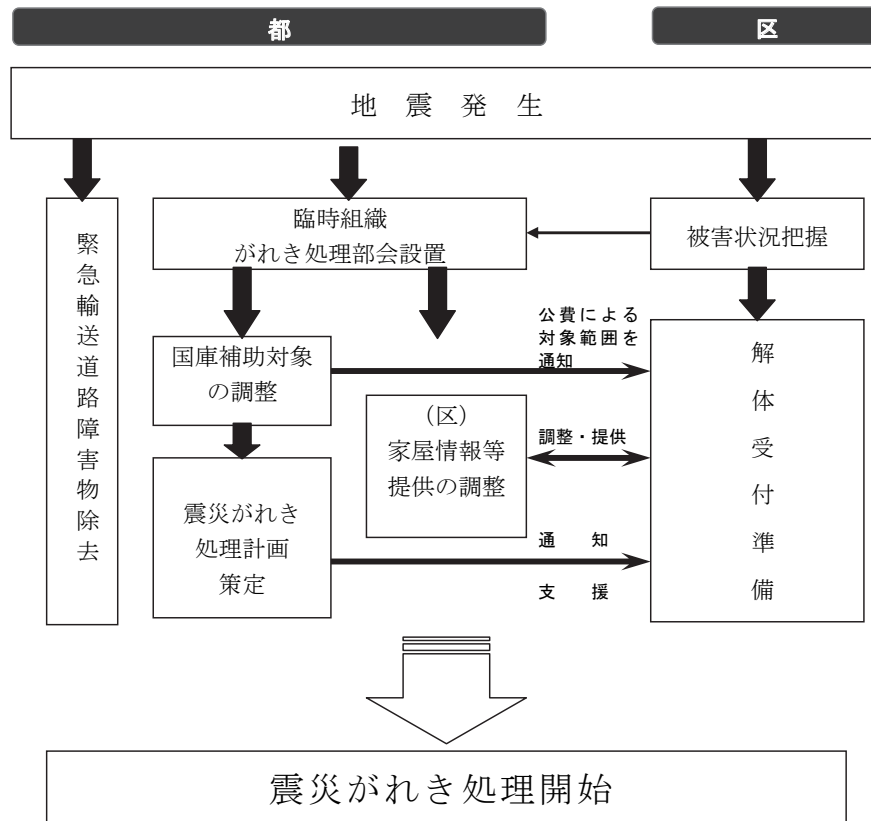 都
区
地震発生
緊急輸送道路障害物除去
臨時組織
がれき処理部会設置
被害状況把握
国庫補助対象
の調整
公費による
対象範囲を
通知
解体受付準備
（区）
家屋情報等
提供の調整
調整・提供
震災がれき
処理計画
策定
通知
支援
震災がれき処理開始